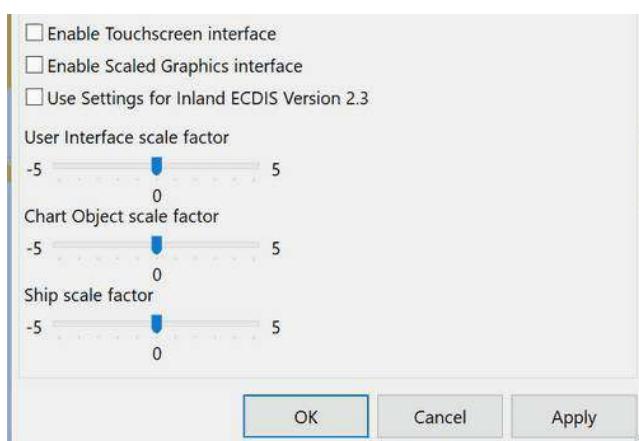 Enable Touchscreen interface
Enable Scaled Graphics interface
Use Settings for Inland ECDIS Version 2.3
User Interface scale factor
-5 5
0
Chart Object scale factor
-5 5
0
Ship scale factor
-5 5
0
OK Cancel Apply